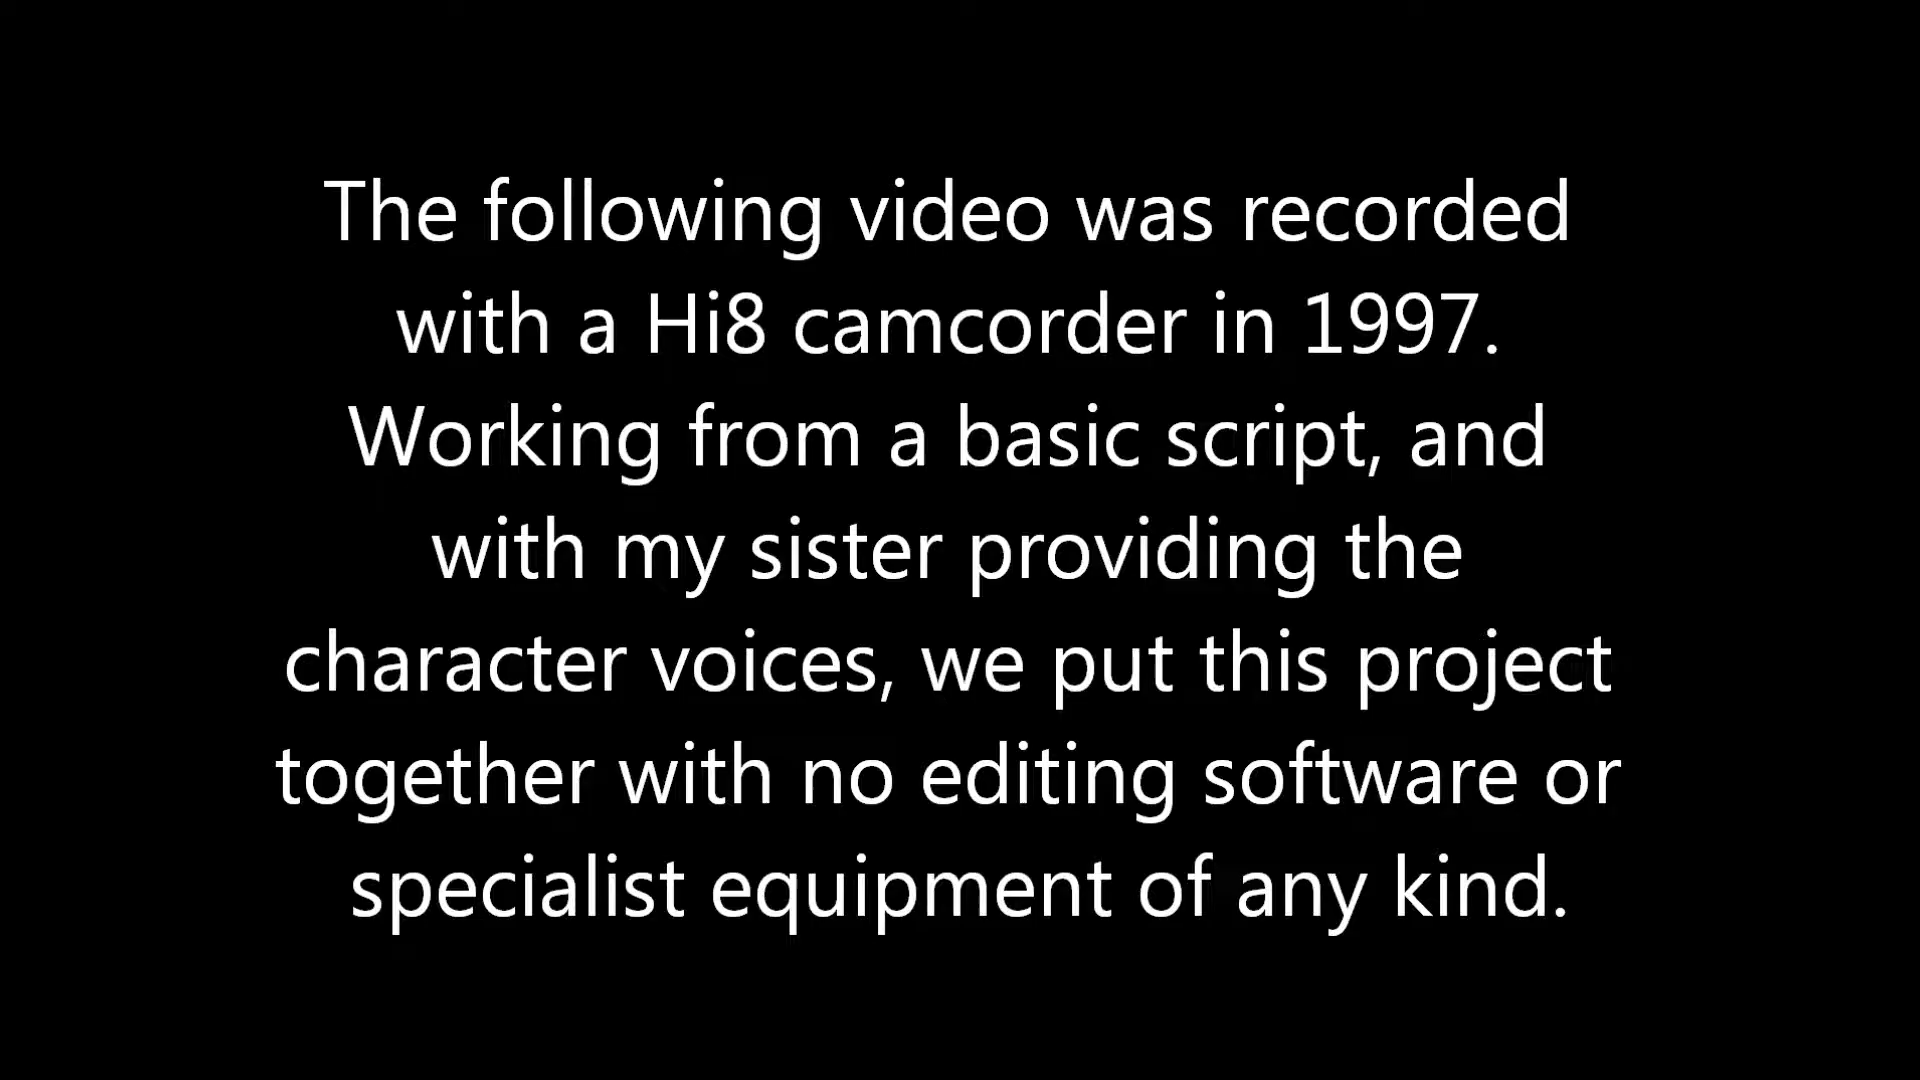 The following video was recorded
with a Hi8 camcorder in 1997.
Working from a basic script, and
with my sister providing the
character voices, we put this project
together with no editing software or
specialist equipment of any kind.